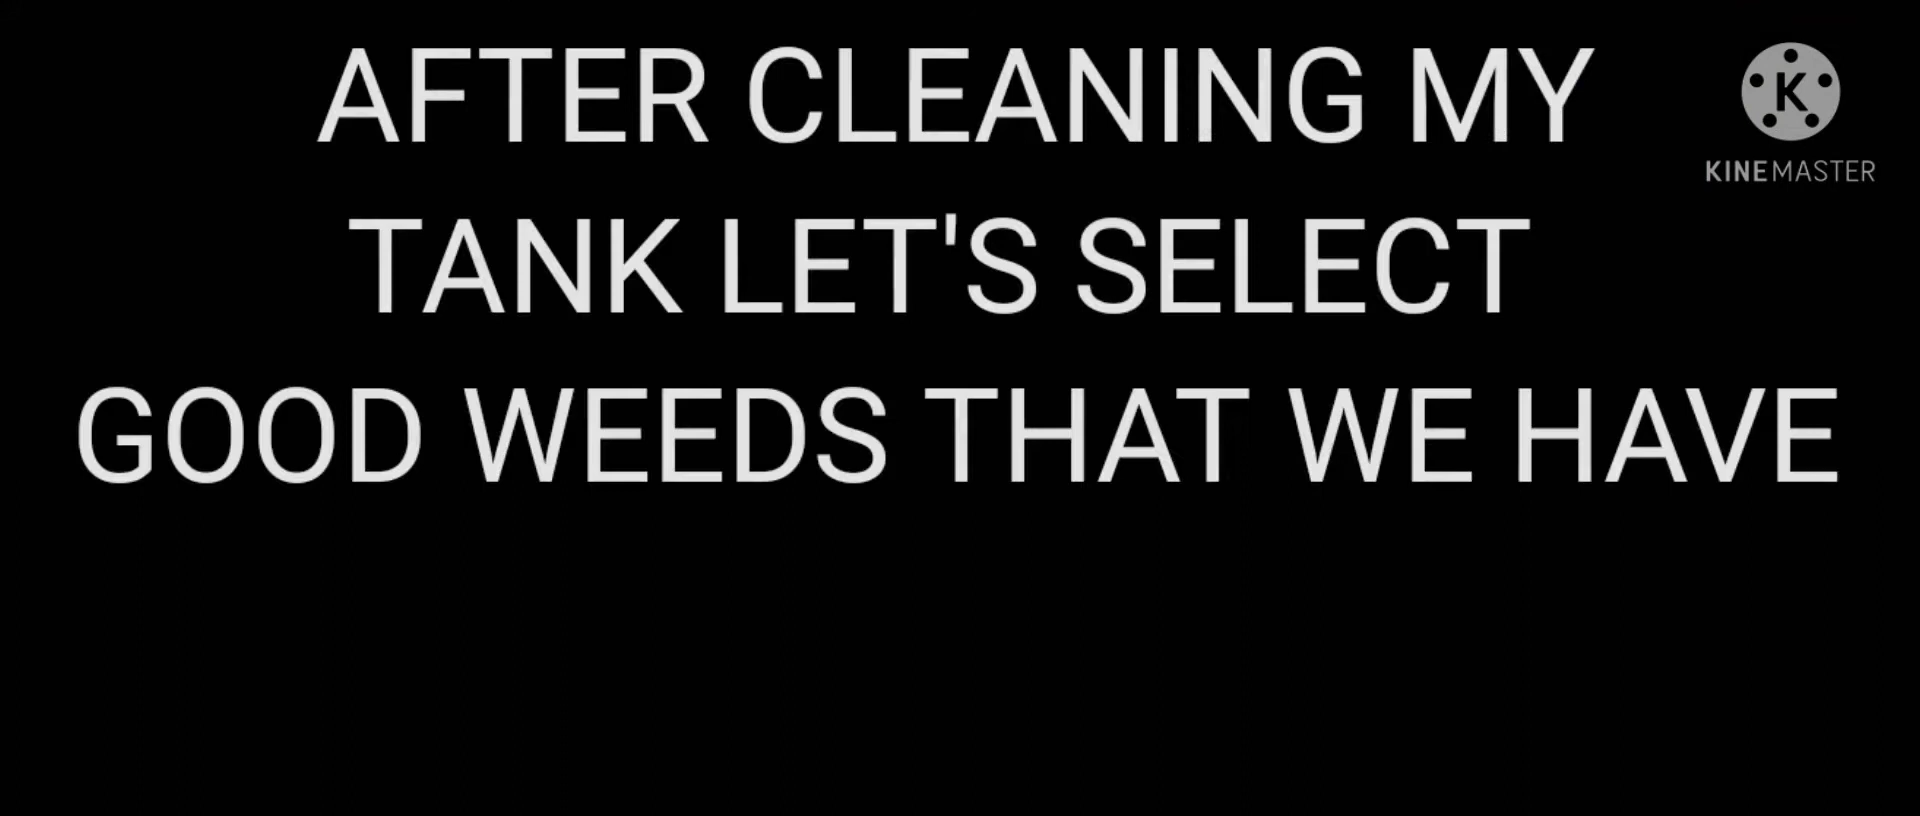 AFTER CLEANING MY
TANK LET'S SELECT
GOOD WEEDS THAT WE HAVE
K
KINEMASTER